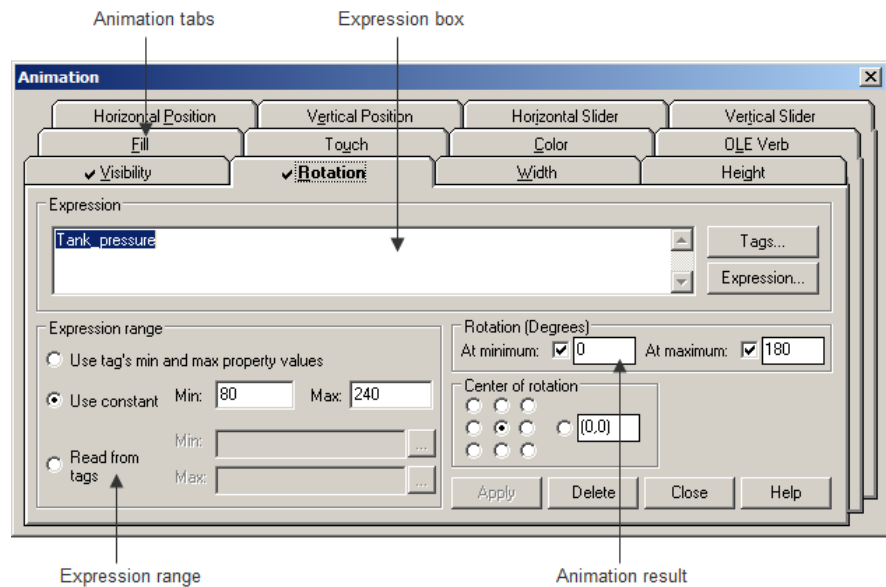 Animation tabs Expression box
Animation
Horizontal Position Vertical Position Horizontal Slider Vertical Slider
Fill Touch Color OLE Verb
Visibility Rotation Width Height
Expression
Tank_pressure
Tags...
Expression...
Expression range
Use tag's min and max property values
Use constant Min: 80 Max: 240
Read from tags
Min: ...
Max: ...
Rotation (Degrees)
At minimum: 0 At maximum: 180
Center of rotation
(0,0)
Apply Delete Close Help
Expression range Animation result